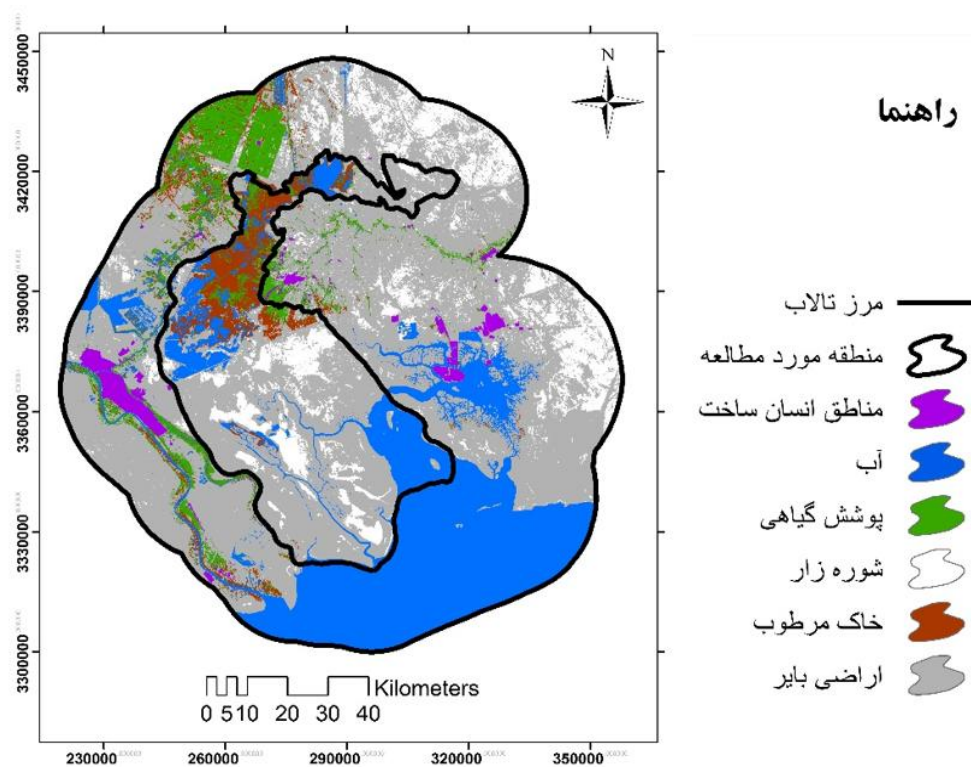 N
راهنما
مرز تالاب
منطقه مورد مطالعه
مناطق انسان ساخت
آب
پوشش گیاهی
شوره زار
خاک مرطوب
اراضی بایر
3450000
3420000
3390000
3360000
3330000
3300000
Kilometers
0 5 10 20 30 40
230000 260000 290000 320000 350000